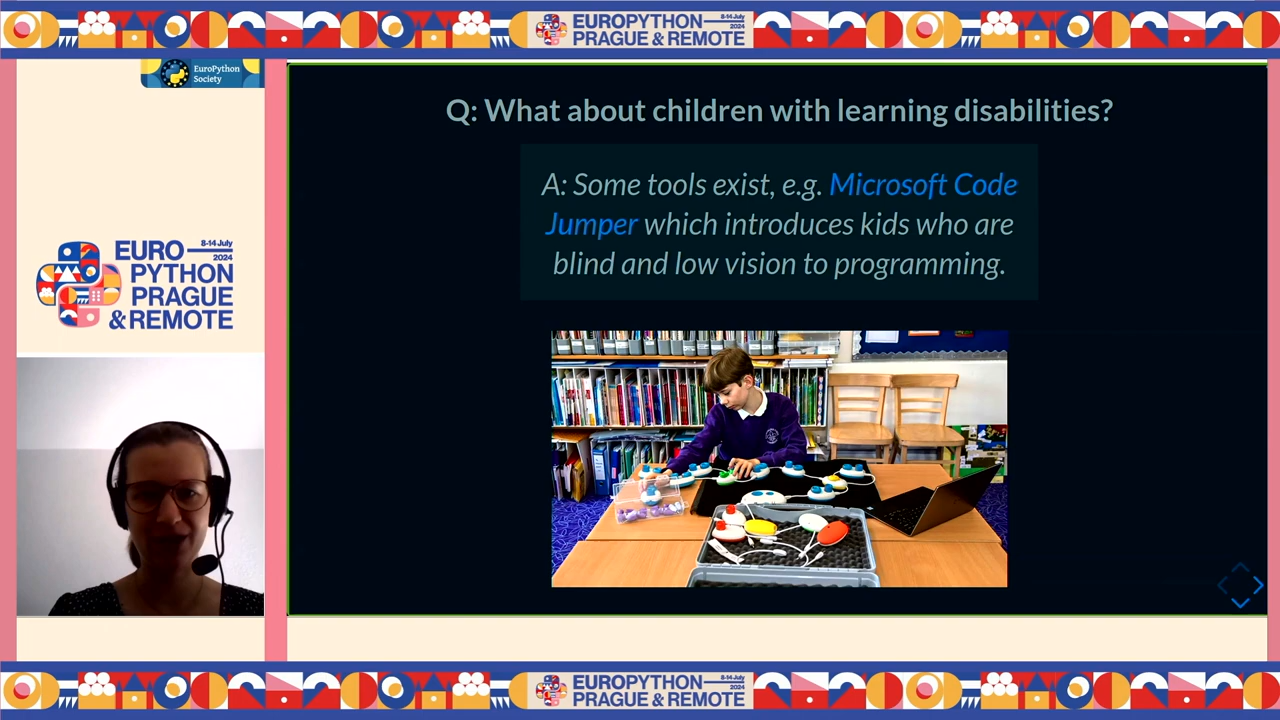 EUROPYTHON
8-14 July
2024
PRAGUE & REMOTE
EuroPython
Society
EURO
8-14 July
2024
PYTHON
PRAGUE
& REMOTE
Q: What about children with learning disabilities?
A: Some tools exist, e.g. Microsoft Code
Jumper which introduces kids who are
blind and low vision to programming.
EUROPYTHON
8-14 July
2024
PRAGUE & REMOTE